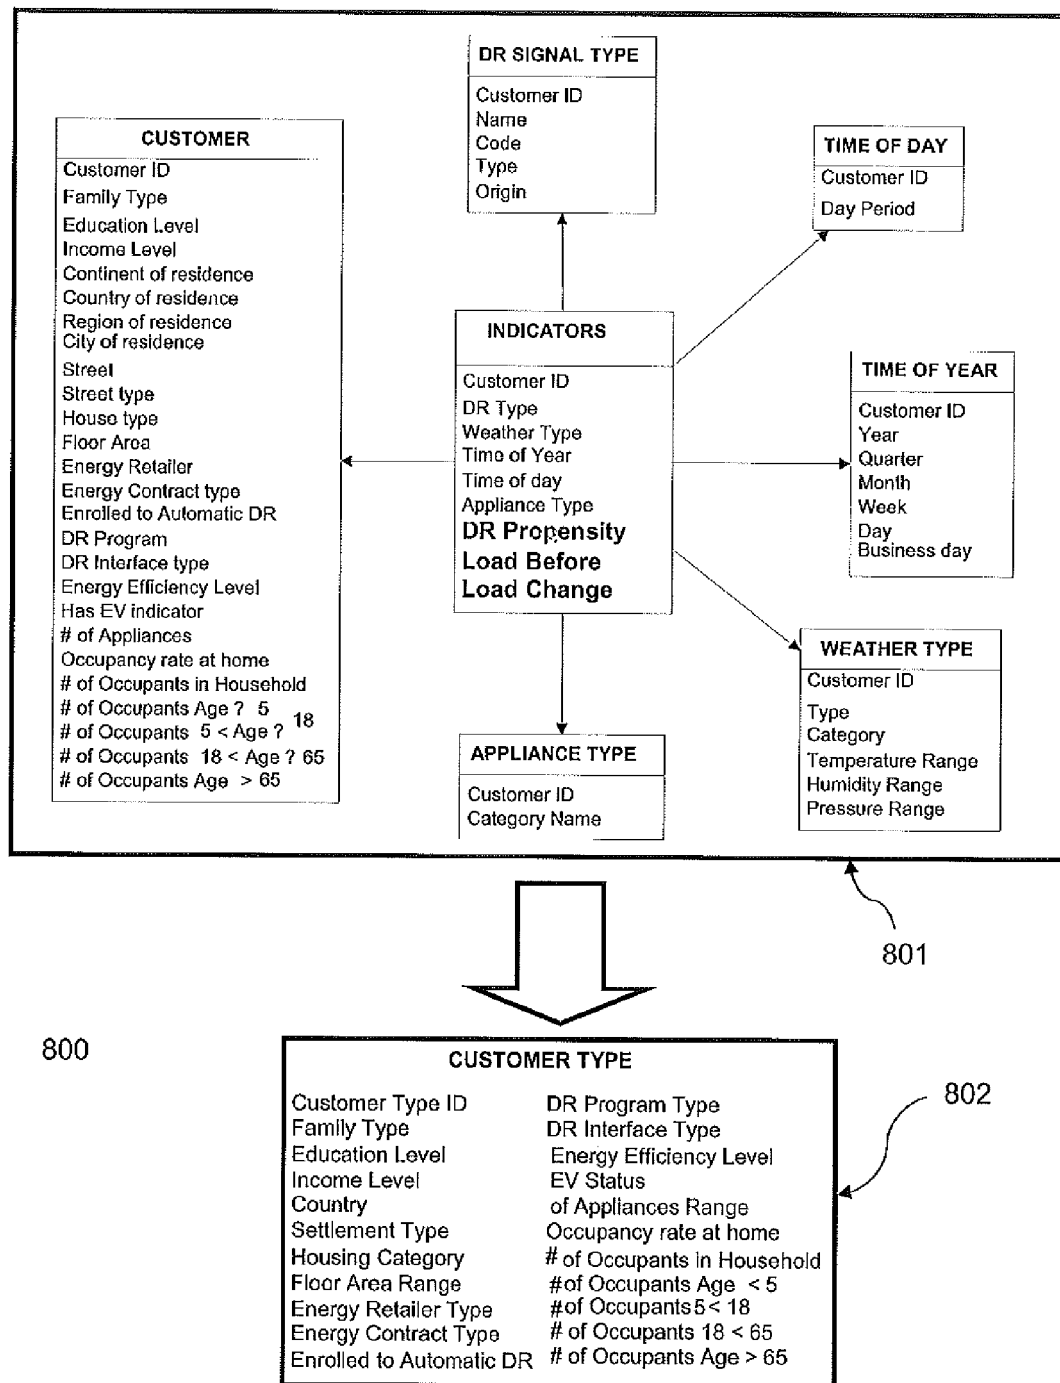 DR SIGNAL TYPE
Customer ID
Name
Code
Type
Origin
CUSTOMER
Customer ID
Family Type
Education Level
Income Level
Continent of residence
Country of residence
Region of residence
City of residence
Street
Street type
House type
Floor Area
Energy Retailer
Energy Contract type
Enrolled to Automatic DR
DR Program
DR Interface type
Energy Efficiency Level
Has EV indicator
# of Appliances
Occupancy rate at home
# of Occupants in Household
# of Occupants Age ? 5
# of Occupants 5 < Age ? 18
# of Occupants 18 < Age ? 65
# of Occupants Age > 65
TIME OF DAY
Customer ID
Day Period
INDICATORS
Customer ID
DR Type
Weather Type
Time of Year
Time of day
Appliance Type
DR Propensity
Load Before
Load Change
TIME OF YEAR
Customer ID
Year
Quarter
Month
Week
Day
Business day
WEATHER TYPE
Customer ID
Type
Category
Temperature Range
Humidity Range
Pressure Range
APPLIANCE TYPE
Customer ID
Category Name
801
800
CUSTOMER TYPE
Customer Type ID
Family Type
Education Level
Income Level
Country
Settlement Type
Housing Category
Floor Area Range
Energy Retailer Type
Energy Contract Type
Enrolled to Automatic DR
DR Program Type
DR Interface Type
Energy Efficiency Level
EV Status
of Appliances Range
Occupancy rate at home
# of Occupants in Household
# of Occupants Age < 5
# of Occupants 5 < 18
# of Occupants 18 < 65
# of Occupants Age > 65
802